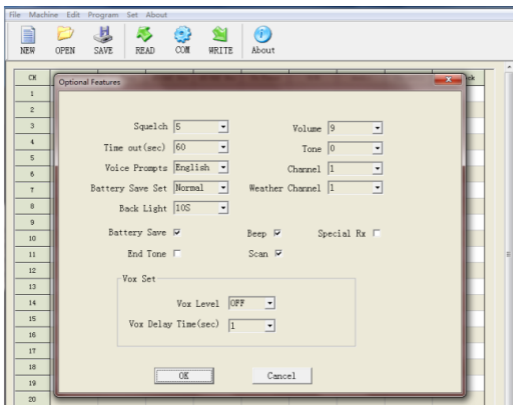 File Machine Edit Program Set About
NEW OPEN SAVE READ COM WRITE About
CH
Optional Features
1
2
3
4
5
6
7
8
9
10
11
12
13
14
15
16
17
18
19
20
Squelch 5
Volume 9
Time out(sec) 60
Tone 0
Voice Prompts English
Channel 1
Battery Save Set Normal
Weather Channel 1
Back Light 10S
Battery Save
Beep
Special Rx
End Tone
Scan
Vox Set
Vox Level OFF
Vox Delay Time(sec) 1
OK
Cancel